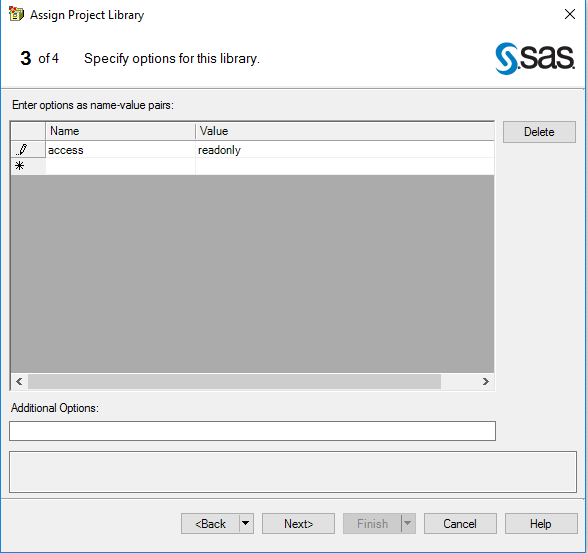 Assign Project Library
3 of 4 Specify options for this library.
sas
Enter options as name-value pairs:
Name Value
access readonly
Delete
Additional Options:
<Back Next> Finish Cancel Help